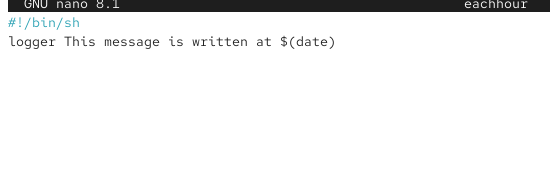 GNU nano 8.1 eachhour
#!/bin/sh
logger This message is written at $(date)